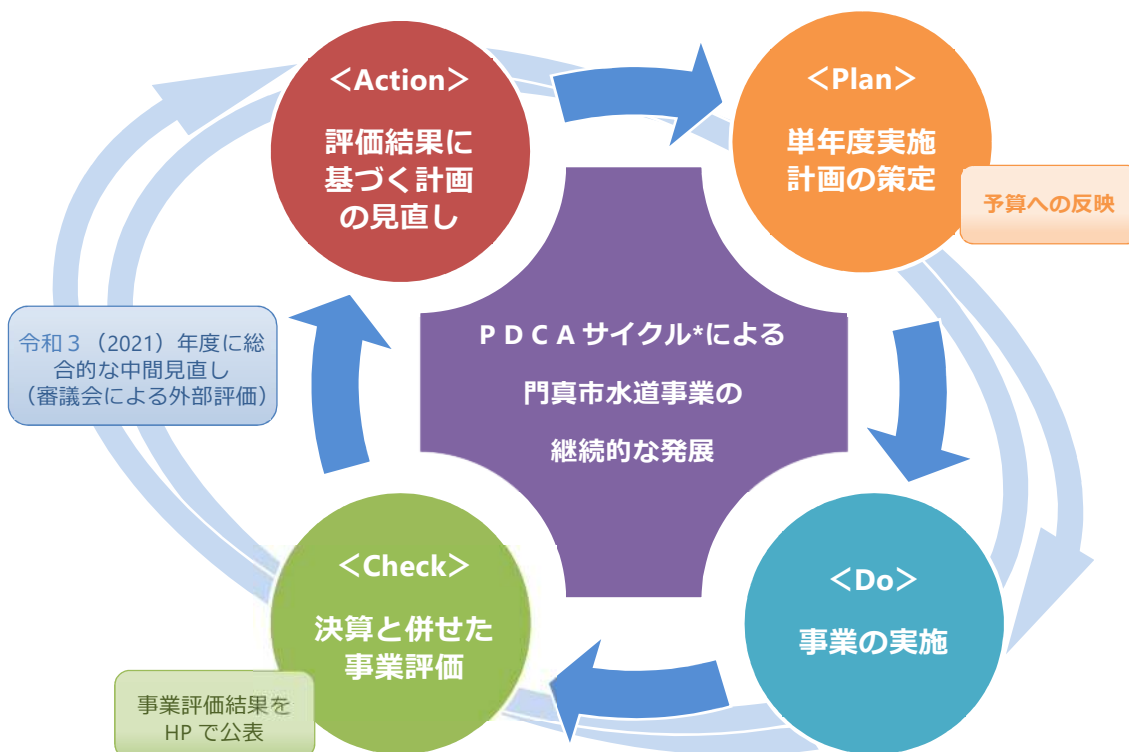 ＜Action＞
評価結果に
基づく計画
の見直し
＜Plan＞
単年度実施
計画の策定
予算への反映
令和３（2021）年度に総
合的な中間見直し
（審議会による外部評価）
ＰＤＣＡサイクル*による
門真市水道事業の
継続的な発展
＜Check＞
決算と併せた
事業評価
事業評価結果を
HP で公表
＜Do＞
事業の実施